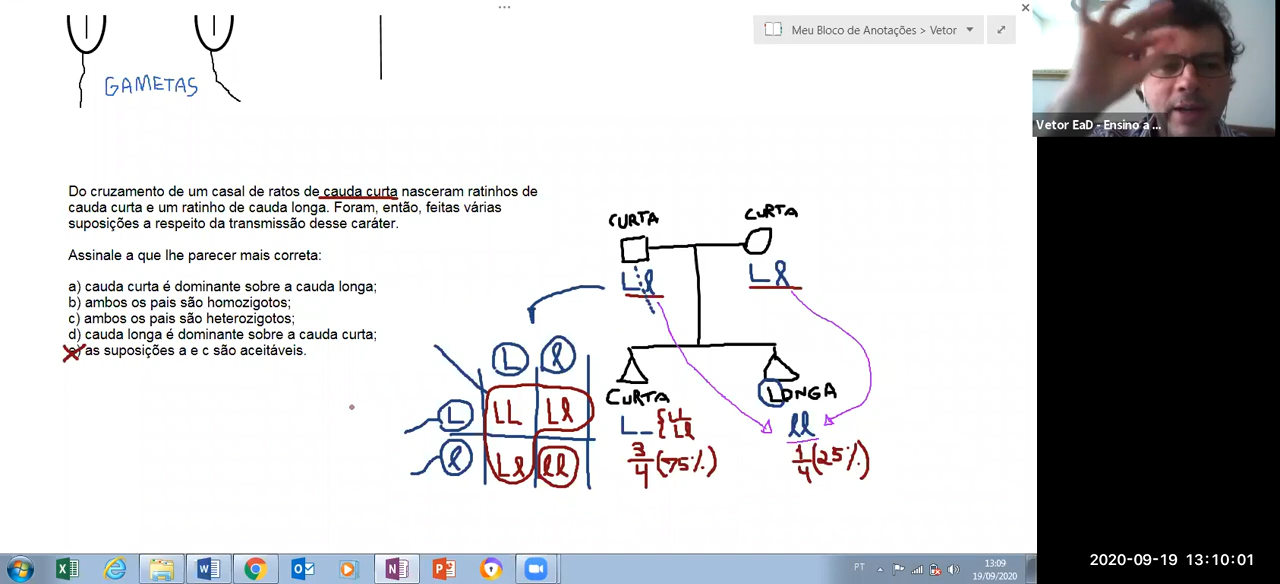 ...
Meu Bloco de Anotações > Vetor
GAMETAS
Vetor EaD - Ensino a ...
Do cruzamento de um casal de ratos de cauda curta nasceram ratinhos de
cauda curta e um ratinho de cauda longa. Foram, então, feitas várias
suposições a respeito da transmissão desse caráter.
Assinale a que lhe parecer mais correta:
a) cauda curta é dominante sobre a cauda longa;
b) ambos os pais são homozigotos;
c) ambos os pais são heterozigotos;
d) cauda longa é dominante sobre a cauda curta;
e) as suposições a e c são aceitáveis.
CURTA CURTA
Ll Ll
L l
L LL Ll
l Ll ll
CURTA LONGA
L_ { LL Ll
ll
3/4 (75%) 1/4 (25%)
PT
13:09
19/09/2020
2020-09-19 13:10:01